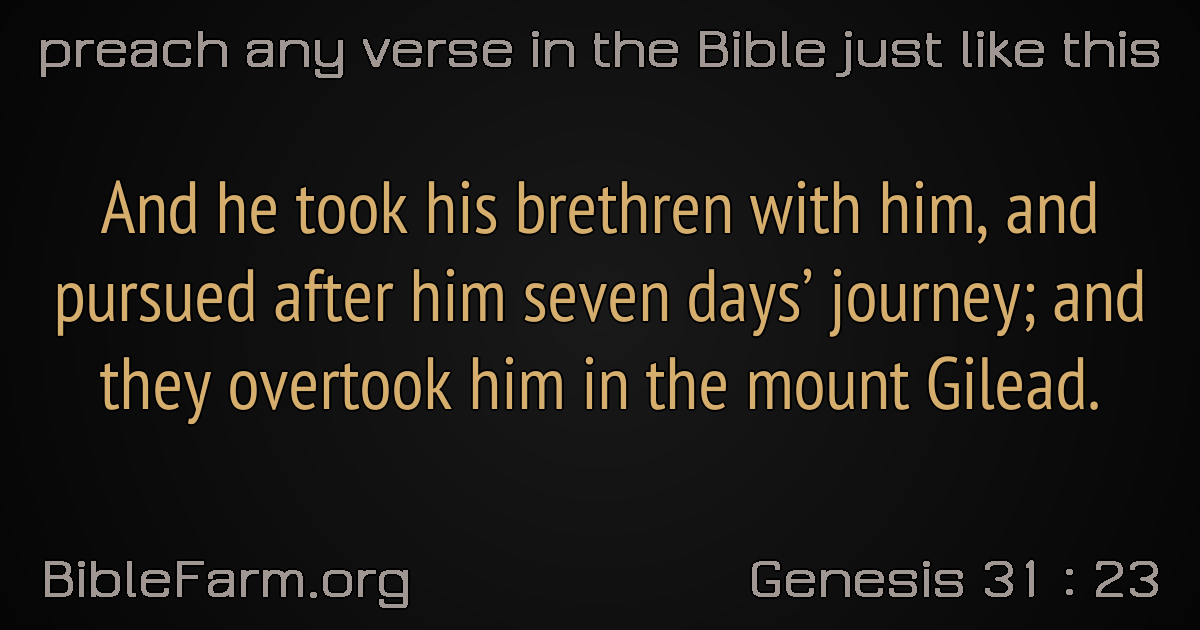 preach any verse in the Bible just like this
And he took his brethren with him, and
pursued after him seven days’ journey; and
they overtook him in the mount Gilead.
BibleFarm.org
Genesis 31 : 23